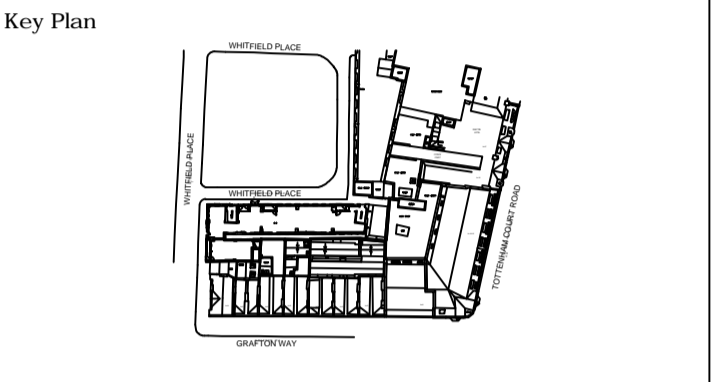 Key Plan
WHITFIELD PLACE
WHITFIELD PLACE
WHITFIELD PLACE
TOTTENHAM COURT ROAD
GRAFTON WAY